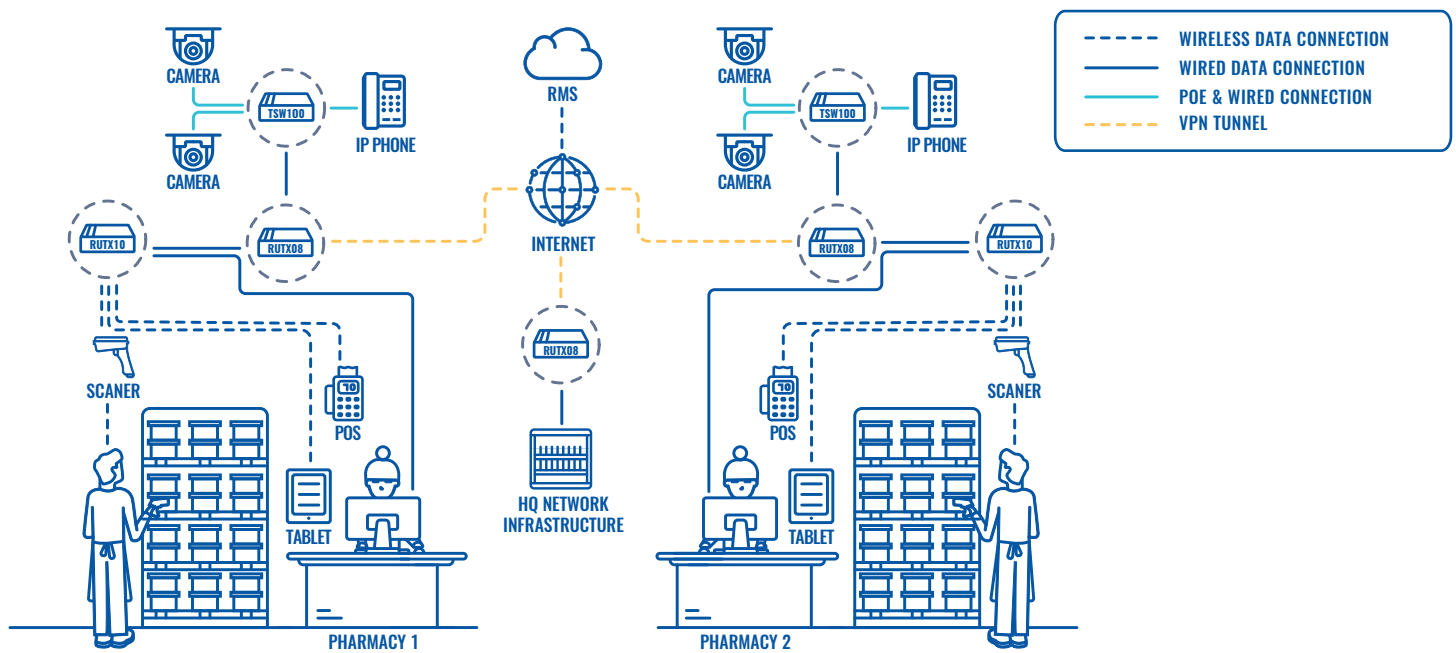 WIRELESS DATA CONNECTION
WIRED DATA CONNECTION
POE & WIRED CONNECTION
VPN TUNNEL
CAMERA
TSW100
IP PHONE
CAMERA
RUTX10
RUTX08
SCANER
POS
TABLET
PHARMACY 1
RMS
INTERNET
RUTX08
HQ NETWORK
INFRASTRUCTURE
CAMERA
TSW100
IP PHONE
CAMERA
RUTX08
RUTX10
POS
SCANER
TABLET
PHARMACY 2